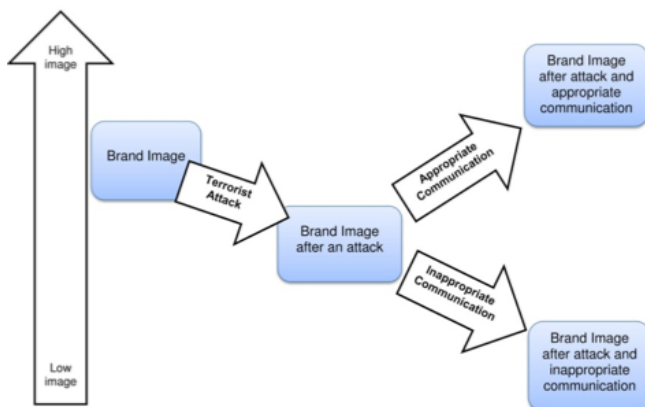 High
image
Brand Image
Terrorist
Attack
Brand Image
after an attack
Appropriate
Communication
Brand Image
after attack and
appropriate
communication
Inappropriate
Communication
Brand Image
after attack and
inappropriate
communication
Low
image